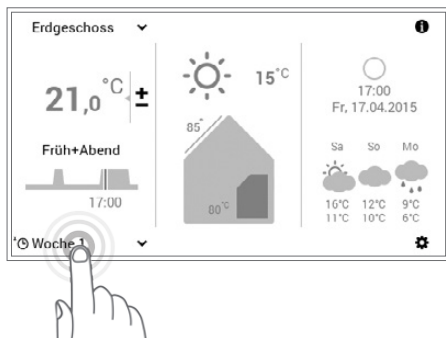 Erdgeschoss
21,0 °C ±
Früh+Abend
17:00
Woche 1
15°C
85°
80°C
17:00
Fr, 17.04.2015
Sa So Mo
16°C 12°C 9°C
11°C 10°C 6°C